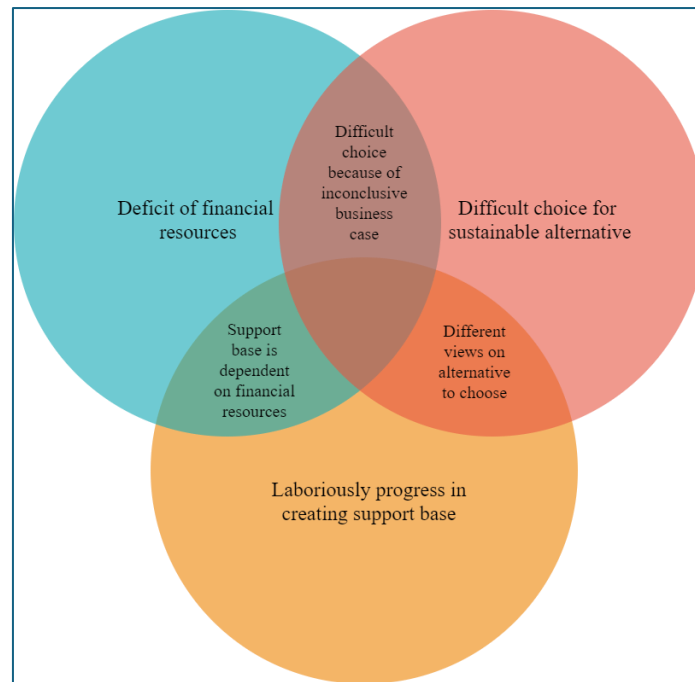 Difficult
choice
because of
inconclusive
business
case
Deficit of financial
resources
Difficult choice for
sustainable alternative
Support
base is
dependent
on financial
resources
Different
views on
alternative
to choose
Laboriously progress in
creating support base